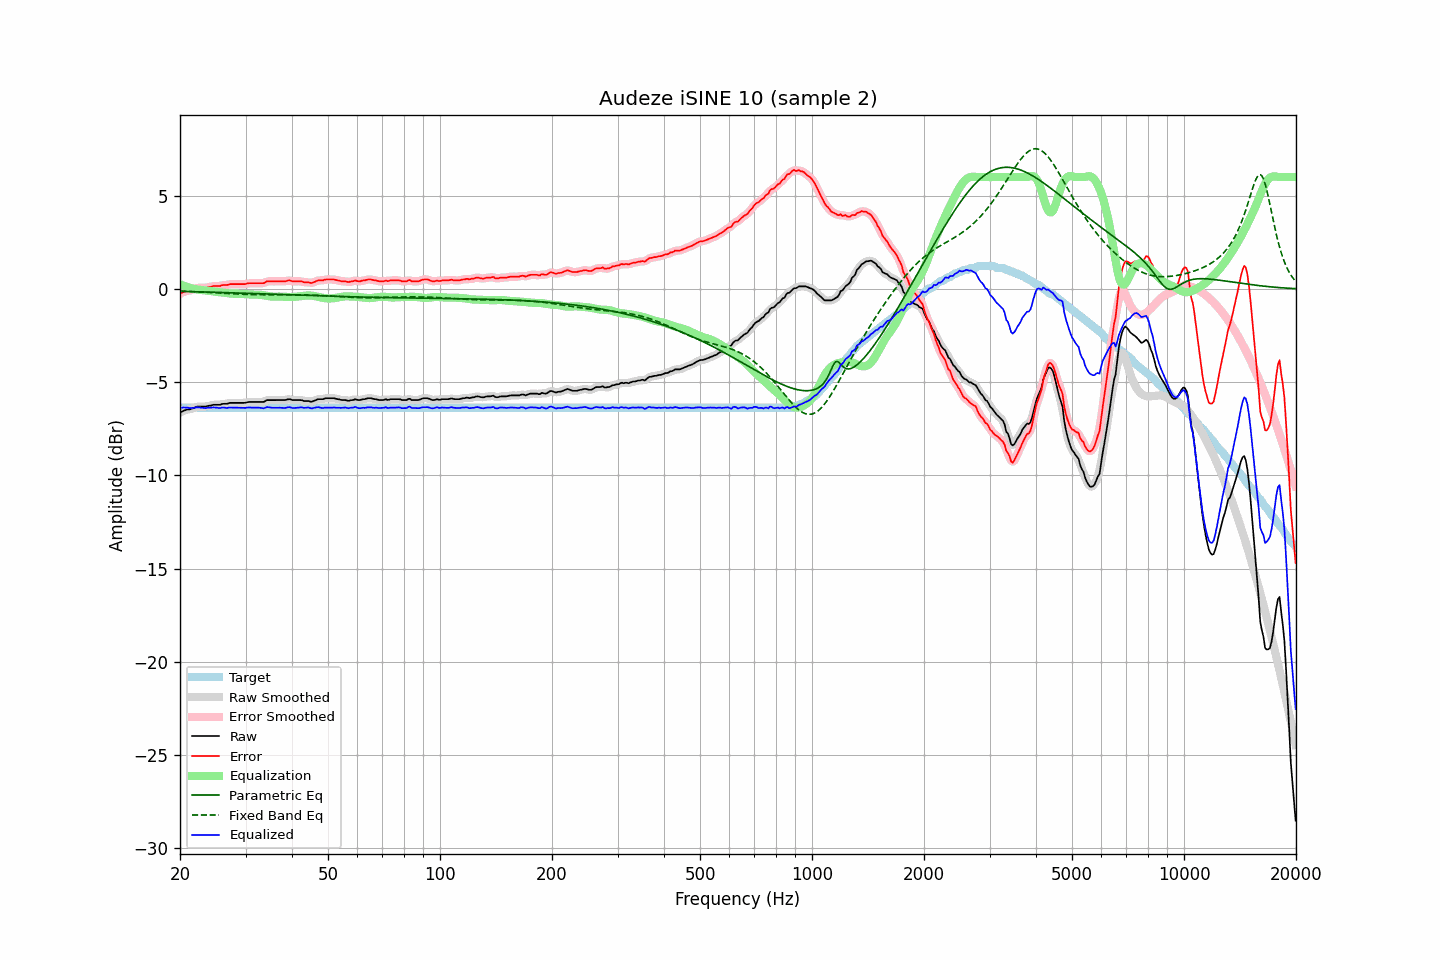 Audeze iSINE 10 (sample 2)
Amplitude (dBr)
5
0
−5
−10
−15
−20
−25
−30
Target
Raw Smoothed
Error Smoothed
Raw
Error
Equalization
Parametric Eq
Fixed Band Eq
Equalized
20 50 100 200 500 1000 2000 5000 10000 20000
Frequency (Hz)